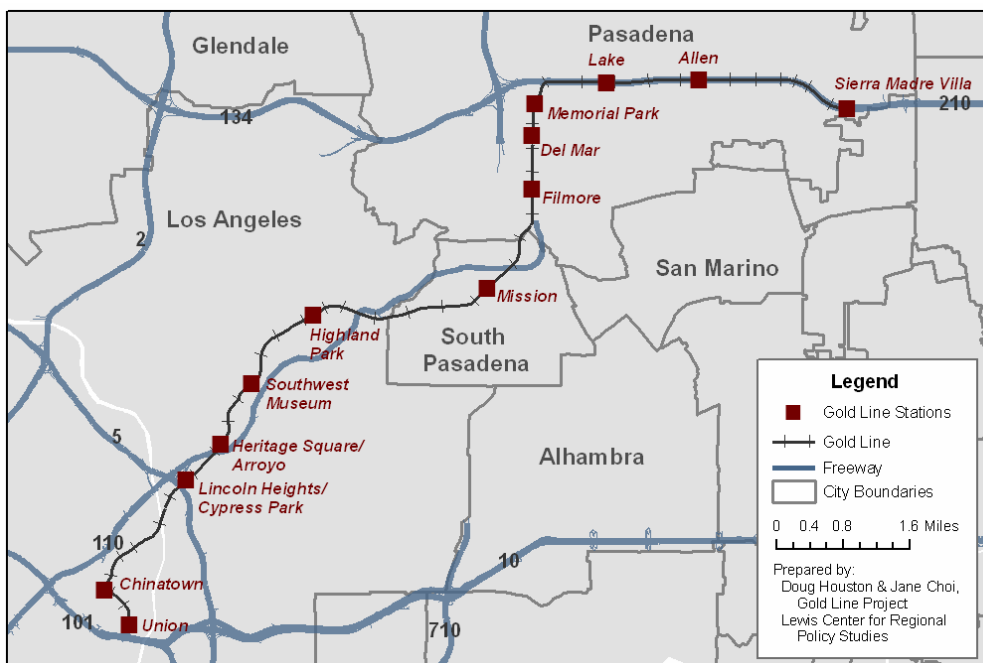 Glendale
Pasadena
Lake
Allen
Sierra Madre Villa
210
134
Memorial Park
Del Mar
Filmore
Los Angeles
2
San Marino
Mission
Highland
Park
South
Pasadena
Southwest
Museum
5
Heritage Square/
Arroyo
Alhambra
Lincoln Heights/
Cypress Park
110
10
Chinatown
101
Union
710
Legend
Gold Line Stations
Gold Line
Freeway
City Boundaries
0 0.4 0.8 1.6 Miles
Prepared by:
Doug Houston & Jane Choi,
Gold Line Project
Lewis Center for Regional
Policy Studies